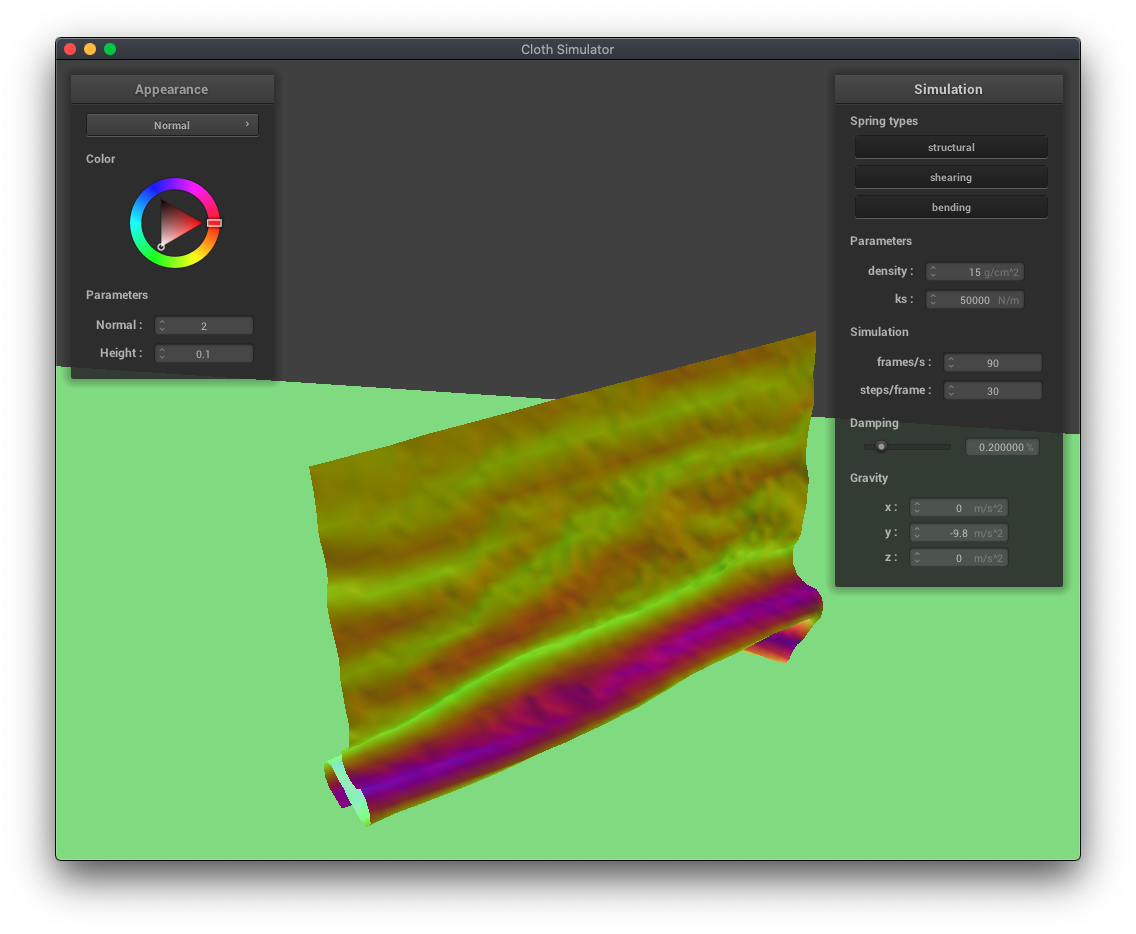 Cloth Simulator
Appearance
Normal
Color
Parameters
Normal : 2
Height : 0.1
Simulation
Spring types
structural
shearing
bending
Parameters
density : 15 g/cm^2
ks : 50000 N/m
Simulation
frames/s : 90
steps/frame : 30
Damping
0.200000 %
Gravity
x : 0 m/s^2
y : -9.8 m/s^2
z : 0 m/s^2